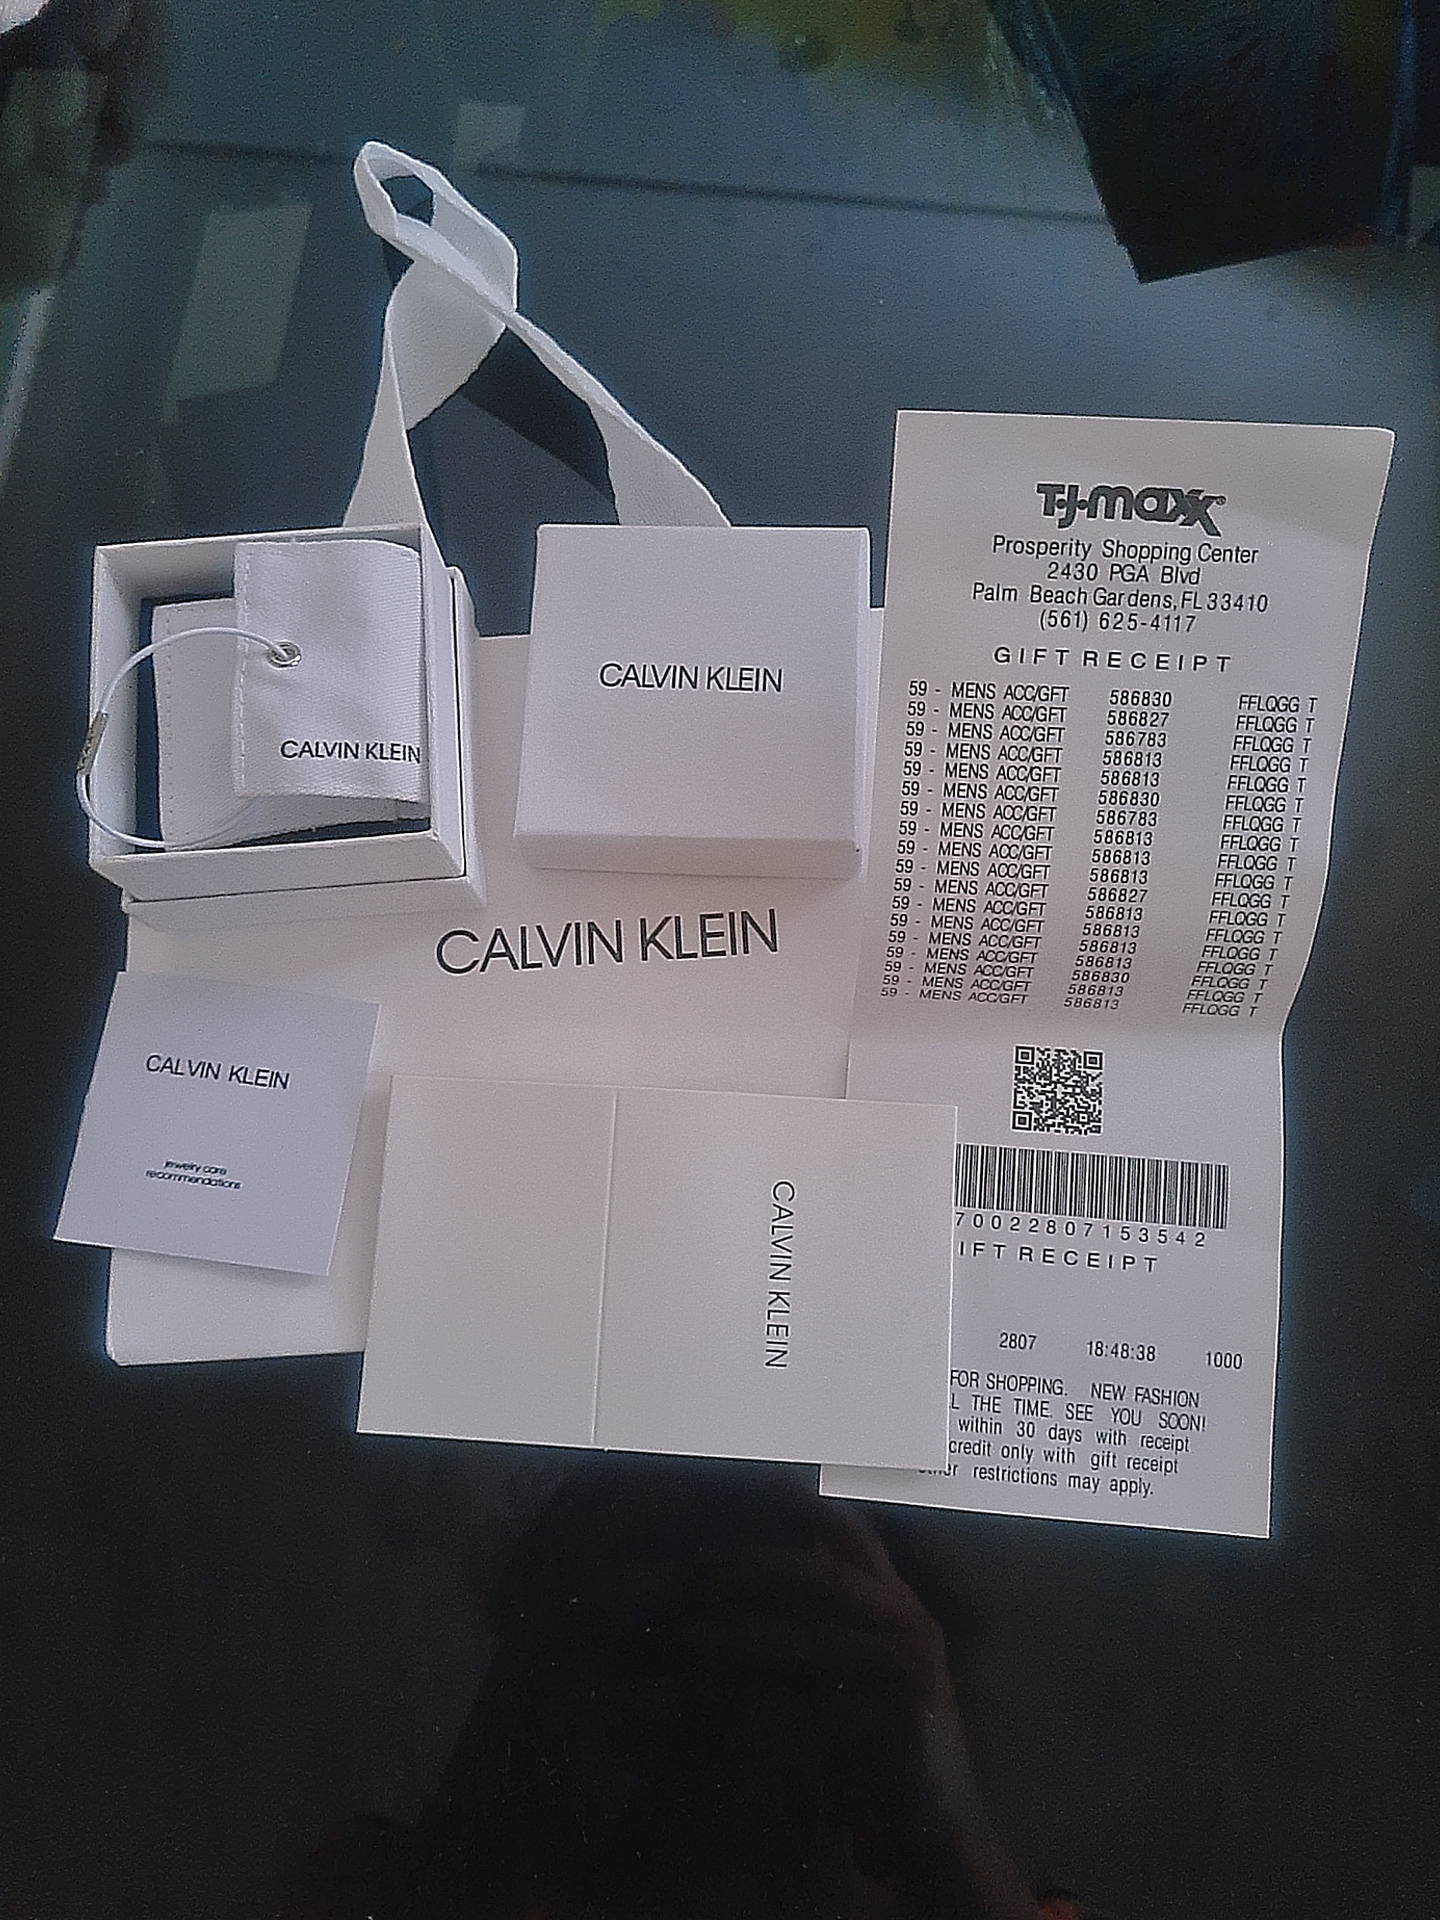 T.J.maxx®
Prosperity Shopping Center
2430 PGA Blvd
Palm Beach Gardens, FL 33410
(561) 625-4117
GIFT RECEIPT
59 - MENS ACC/GFT 586830 FFLQGG T
59 - MENS ACC/GFT 586827 FFLQGG T
59 - MENS ACC/GFT 586783 FFLQGG T
59 - MENS ACC/GFT 586813 FFLQGG T
59 - MENS ACC/GFT 586813 FFLQGG T
59 - MENS ACC/GFT 586830 FFLQGG T
59 - MENS ACC/GFT 586783 FFLQGG T
59 - MENS ACC/GFT 586813 FFLQGG T
59 - MENS ACC/GFT 586813 FFLQGG T
59 - MENS ACC/GFT 586813 FFLQGG T
59 - MENS ACC/GFT 586827 FFLQGG T
59 - MENS ACC/GFT 586813 FFLQGG T
59 - MENS ACC/GFT 586813 FFLQGG T
59 - MENS ACC/GFT 586813 FFLQGG T
59 - MENS ACC/GFT 586813 FFLQGG T
59 - MENS ACC/GFT 586830 FFLQGG T
59 - MENS ACC/GFT 586813 FFLQGG T
59 - MENS ACC/GFT 586813 FFLQGG T
70022807153542
IFT RECEIPT
2807 18:48:38 1000
FOR SHOPPING. NEW FASHION
L THE TIME. SEE YOU SOON!
within 30 days with receipt
credit only with gift receipt
other restrictions may apply.
CALVIN KLEIN
CALVIN KLEIN
CALVIN KLEIN
CALVIN KLEIN
jewelry care
recommendations
CALVIN KLEIN